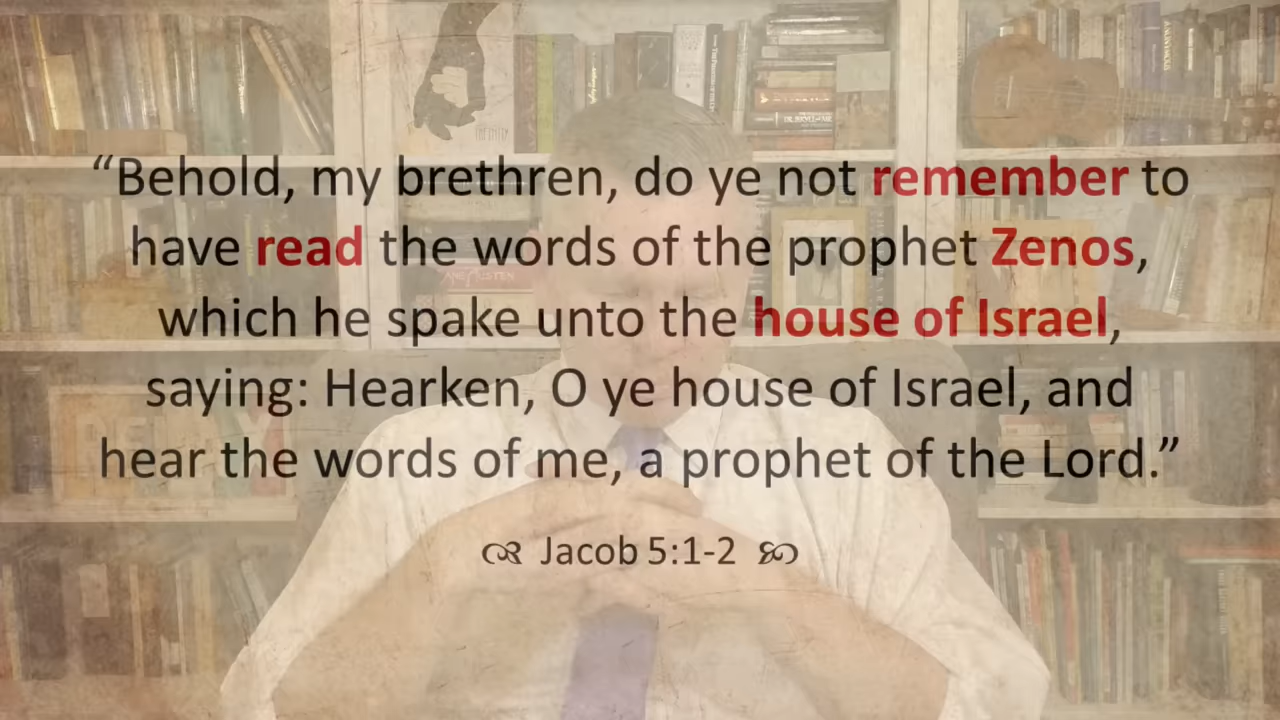 “Behold, my brethren, do ye not remember to
have read the words of the prophet Zenos,
which he spake unto the house of Israel,
saying: Hearken, O ye house of Israel, and
hear the words of me, a prophet of the Lord.”
Jacob 5:1-2